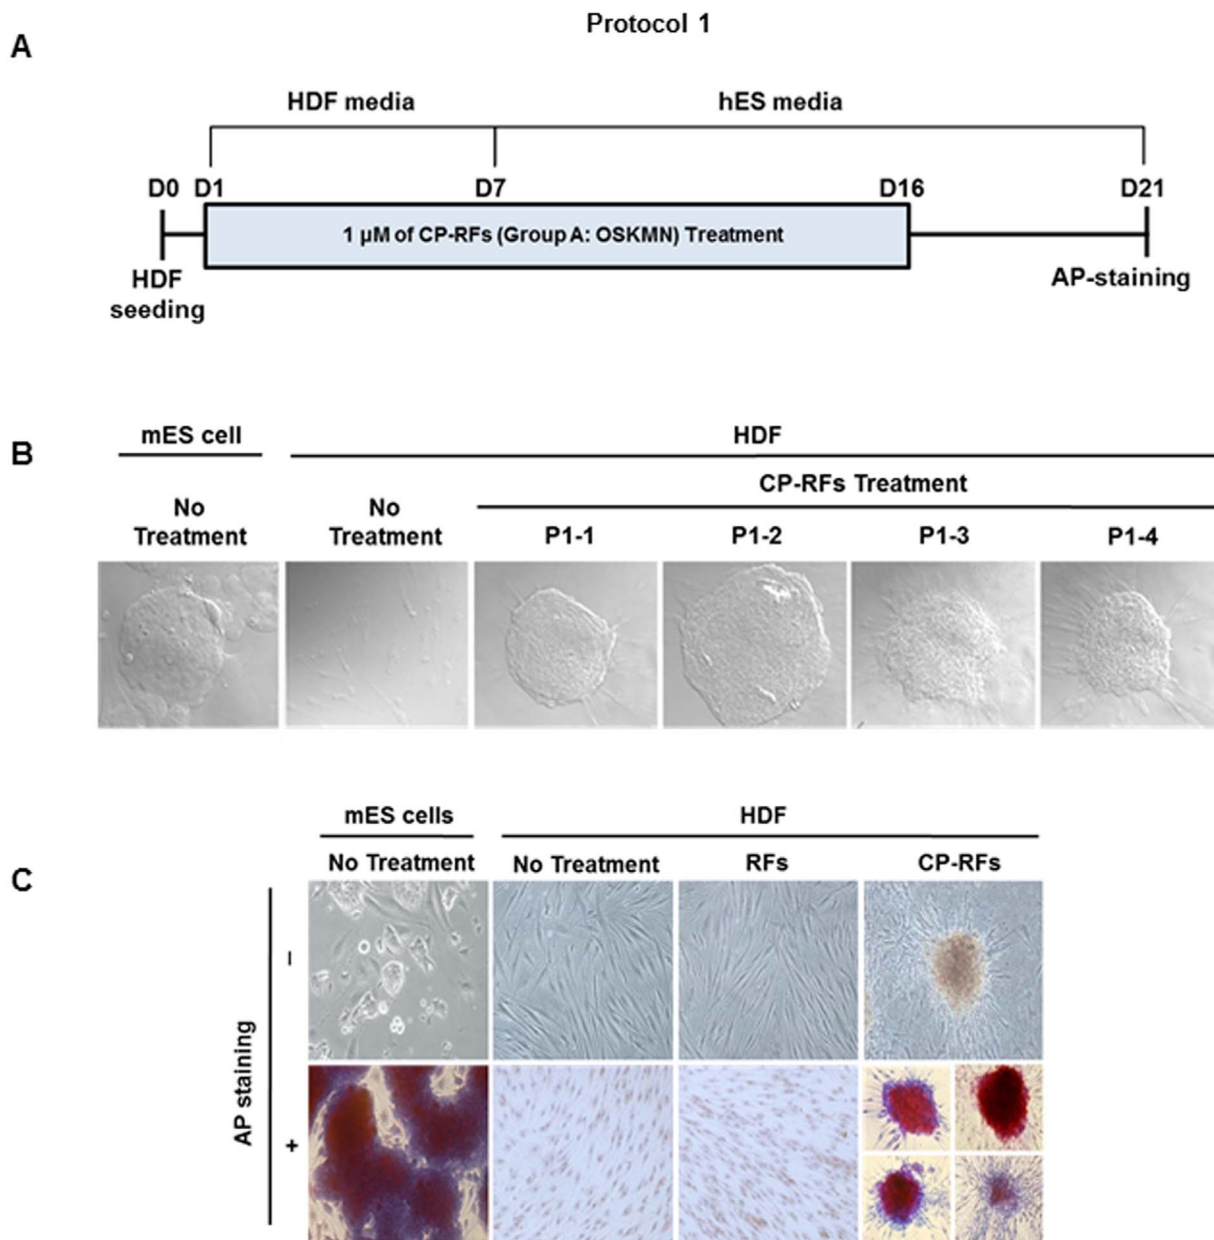 Protocol 1
A
HDF media hES media
D0 D1 D7 D16 D21
1 µM of CP-RFs (Group A: OSKMN) Treatment
HDF
seeding
AP-staining
B
mES cell HDF
CP-RFs Treatment
No
Treatment
No
Treatment
P1-1 P1-2 P1-3 P1-4
C
mES cells HDF
No Treatment No Treatment RFs CP-RFs
AP staining
–
+